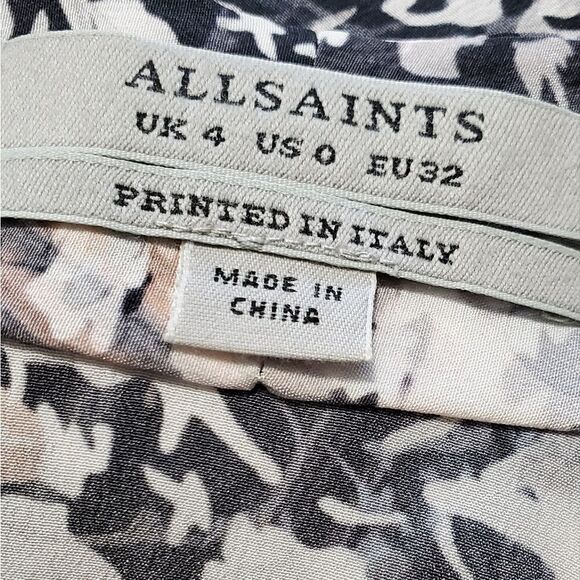 ALLSAINTS
UK 4 US 0 EU 32
PRINTED IN ITALY
MADE IN
CHINA